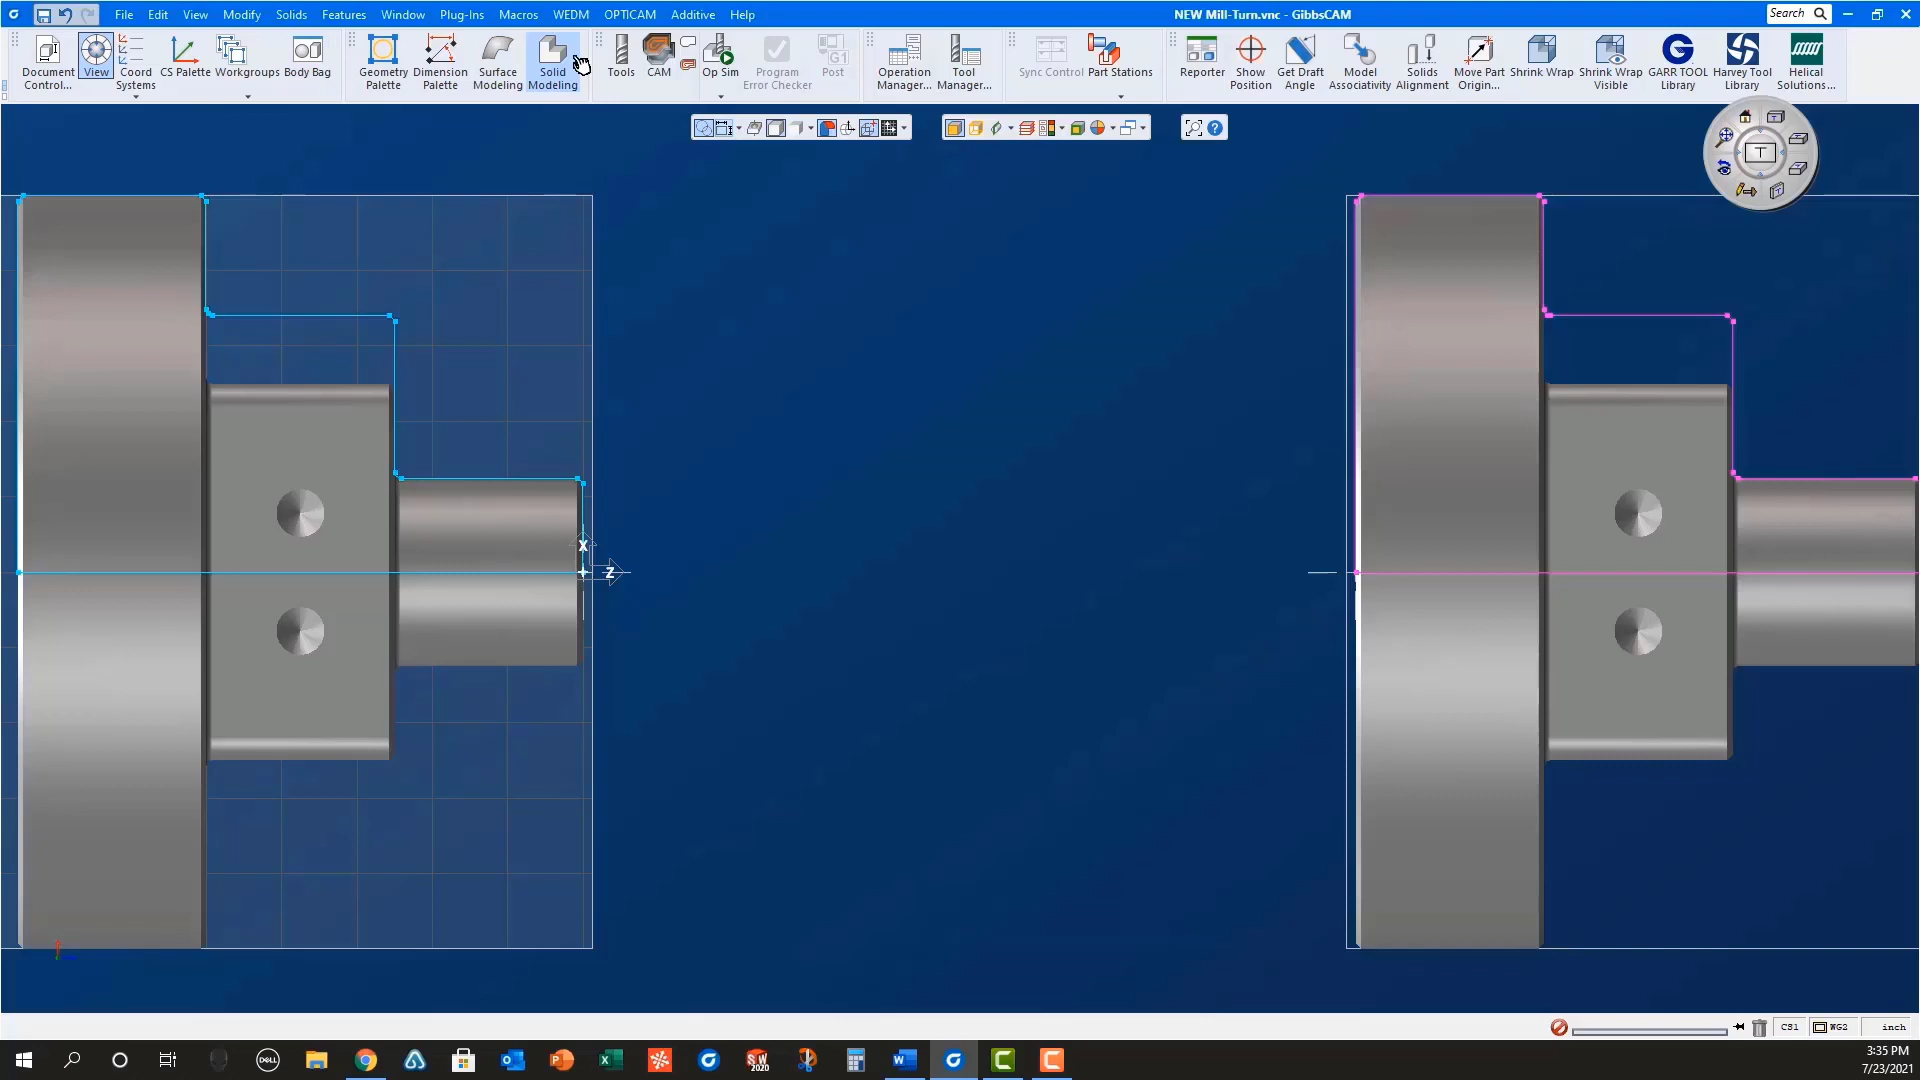 File Edit View Modify Solids Features Window Plug-Ins Macros WEDM OPTICAM Additive Help
NEW Mill-Turn.vnc - GibbsCAM
Search
Document Control...
View
Coord Systems
CS Palette
Workgroups
Body Bag
Geometry Palette
Dimension Palette
Surface Modeling
Solid Modeling
Tools
CAM
Op Sim
Program Error Checker
Post
Operation Manager...
Tool Manager...
Sync Control
Part Stations
Reporter
Show Position
Get Draft Angle
Model Associativity
Solids Alignment
Move Part Origin...
Shrink Wrap
Shrink Wrap Visible
GARR TOOL Library
Harvey Tool Library
Helical Solutions...
T
X
Z
CS1
WG2
inch
DELL
SW 2020
3:35 PM
7/23/2021